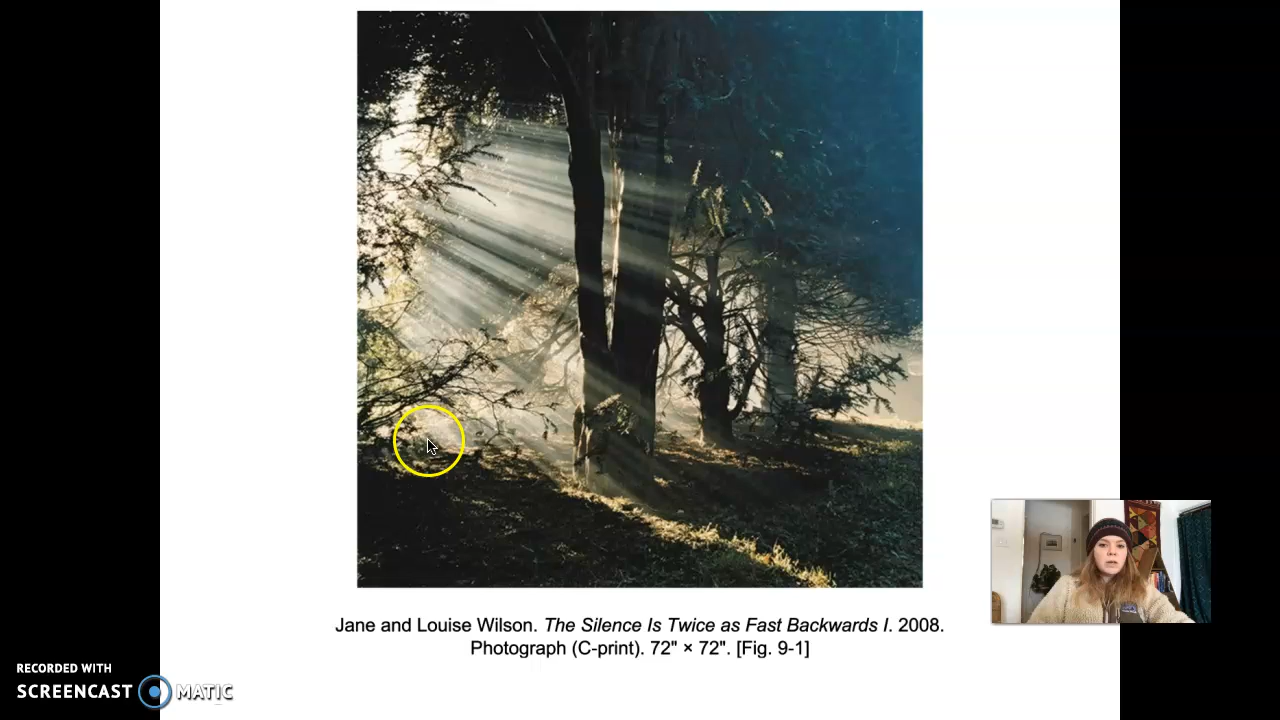 Jane and Louise Wilson. The Silence Is Twice as Fast Backwards I. 2008.
Photograph (C-print). 72" × 72". [Fig. 9-1]
RECORDED WITH
SCREENCAST MATIC